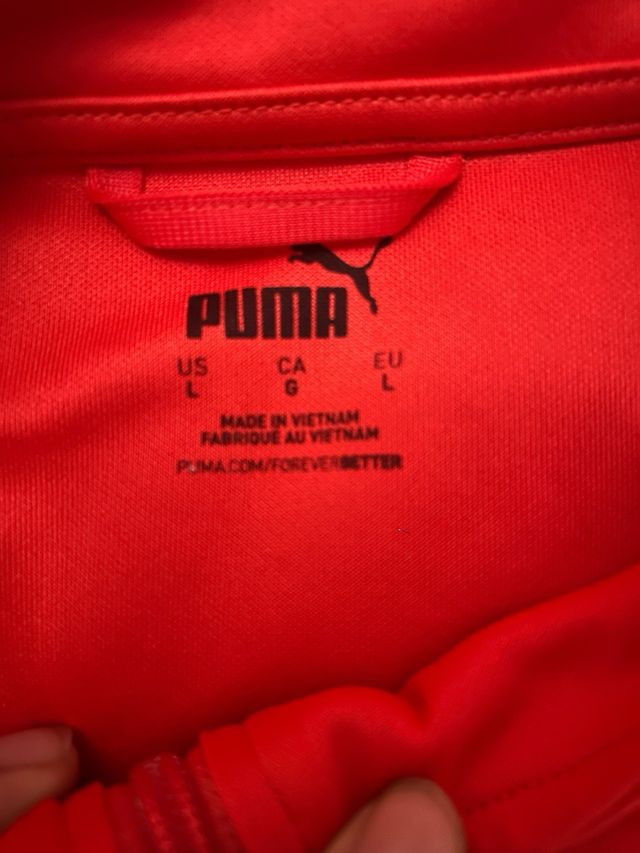 PUMA
US CA EU
L G L
MADE IN VIETNAM
FABRIQUÉ AU VIETNAM
PUMA.COM/FOREVERBETTER